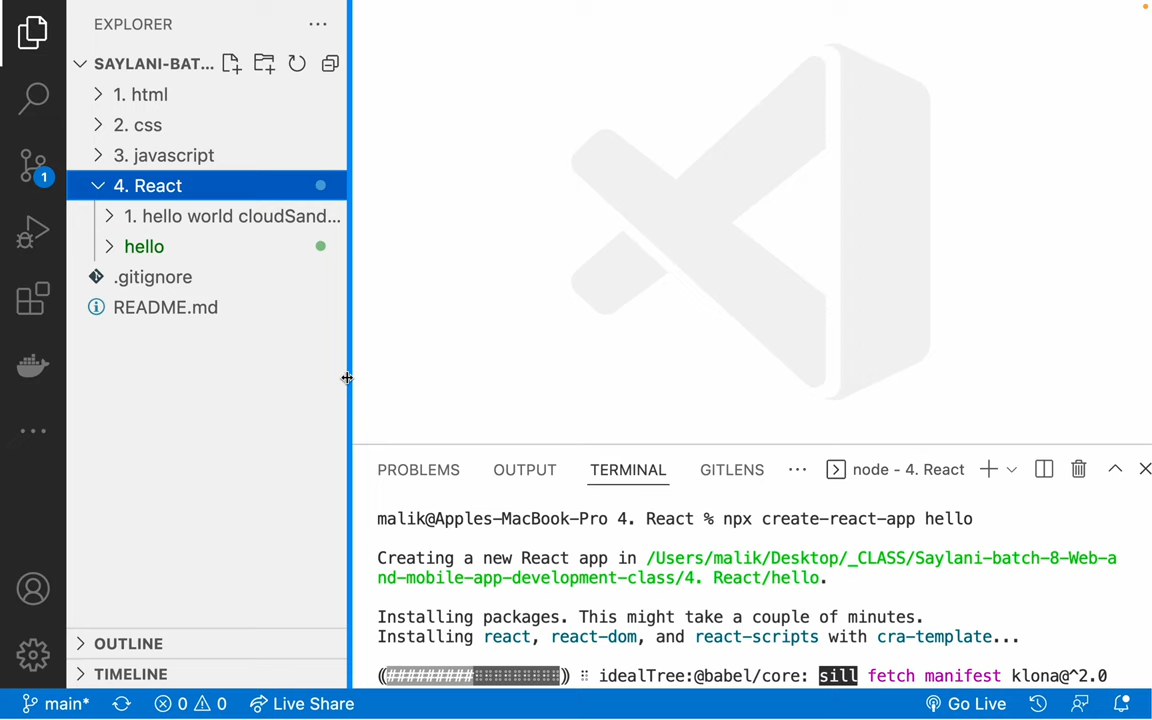 EXPLORER
SAYLANI-BAT...
1. html
2. css
3. javascript
4. React
1. hello world cloudSand...
hello
.gitignore
README.md
OUTLINE
TIMELINE
1
PROBLEMS OUTPUT TERMINAL GITLENS ... node - 4. React
malik@Apples-MacBook-Pro 4. React % npx create-react-app hello
Creating a new React app in /Users/malik/Desktop/_CLASS/Saylani-batch-8-Web-a
nd-mobile-app-development-class/4. React/hello.
Installing packages. This might take a couple of minutes.
Installing react, react-dom, and react-scripts with cra-template...
((#########⠂⠂⠂⠂⠂⠂⠂⠂⠂)) ⠸ idealTree:@babel/core: sill fetch manifest klona@^2.0
main* 0 0 Live Share Go Live